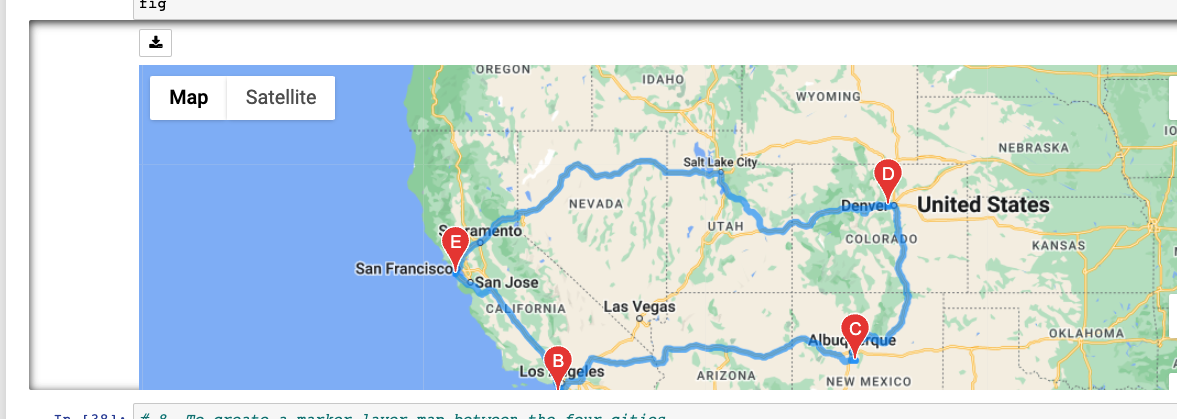 fig
Map Satellite
OREGON
IDAHO
WYOMING
IO
NEBRASKA
Salt Lake City
D
Denver
United States
NEVADA
UTAH
COLORADO
KANSAS
Sacramento
E
San Francisco
San Jose
CALIFORNIA
Las Vegas
OKLAHOMA
C
Albuquerque
B
Los Angeles
ARIZONA
NEW MEXICO
In [38]: # 8. To create a marker layer map between the four cities